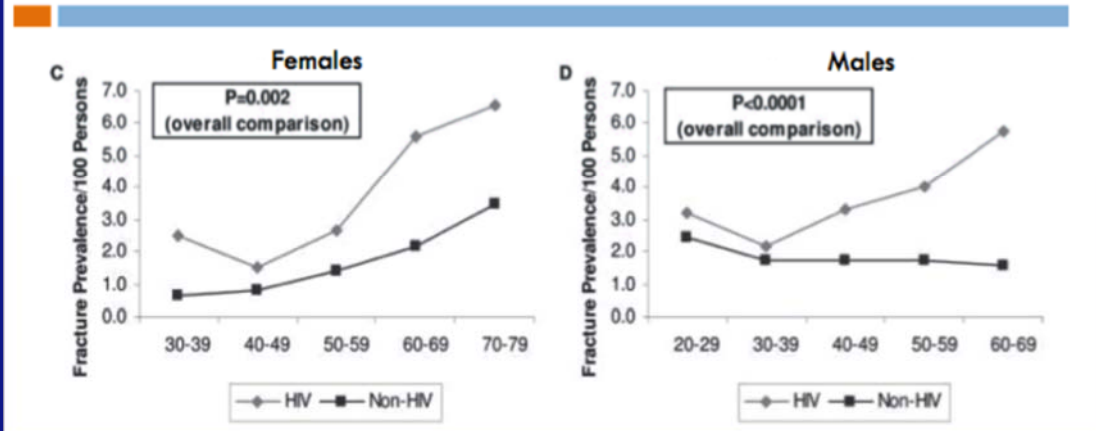 C
Females
Fracture Prevalence/100 Persons
P=0.002
(overall comparison)
7.0
6.0
5.0
4.0
3.0
2.0
1.0
0.0
30-39 40-49 50-59 60-69 70-79
HIV Non-HIV
D
Males
Fracture Prevalence/100 Persons
P<0.0001
(overall comparison)
7.0
6.0
5.0
4.0
3.0
2.0
1.0
0.0
20-29 30-39 40-49 50-59 60-69
HIV Non-HIV